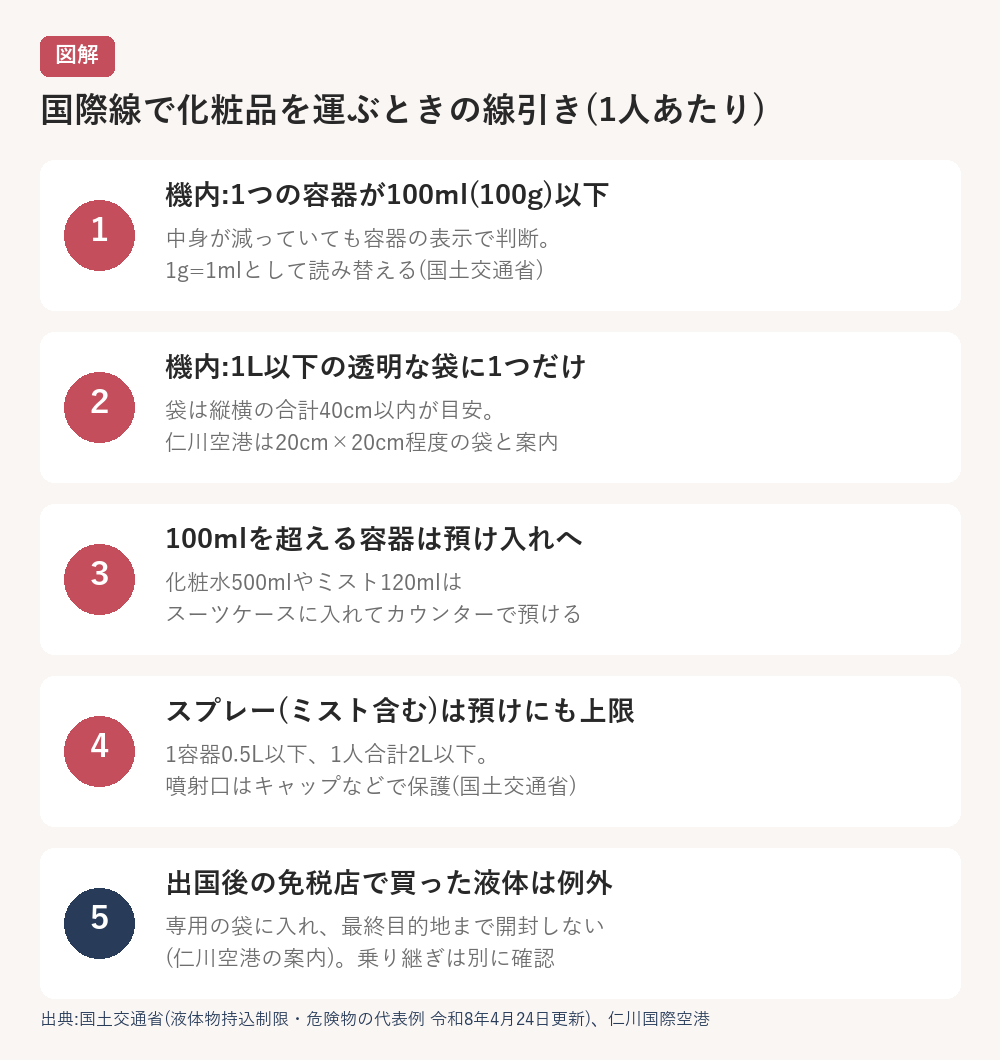 図解
国際線で化粧品を運ぶときの線引き(1人あたり)
1
機内:1つの容器が100ml(100g)以下
中身が減っていても容器の表示で判断。
1g=1mlとして読み替える(国土交通省)
2
機内:1L以下の透明な袋に1つだけ
袋は縦横の合計40cm以内が目安。
仁川空港は20cm×20cm程度の袋と案内
3
100mlを超える容器は預け入れへ
化粧水500mlやミスト120mlは
スーツケースに入れてカウンターで預ける
4
スプレー(ミスト含む)は預けにも上限
1容器0.5L以下、1人合計2L以下。
噴射口はキャップなどで保護(国土交通省)
5
出国後の免税店で買った液体は例外
専用の袋に入れ、最終目的地まで開封しない
(仁川空港の案内)。乗り継ぎは別に確認
出典:国土交通省(液体物持込制限・危険物の代表例 令和8年4月24日更新)、仁川国際空港